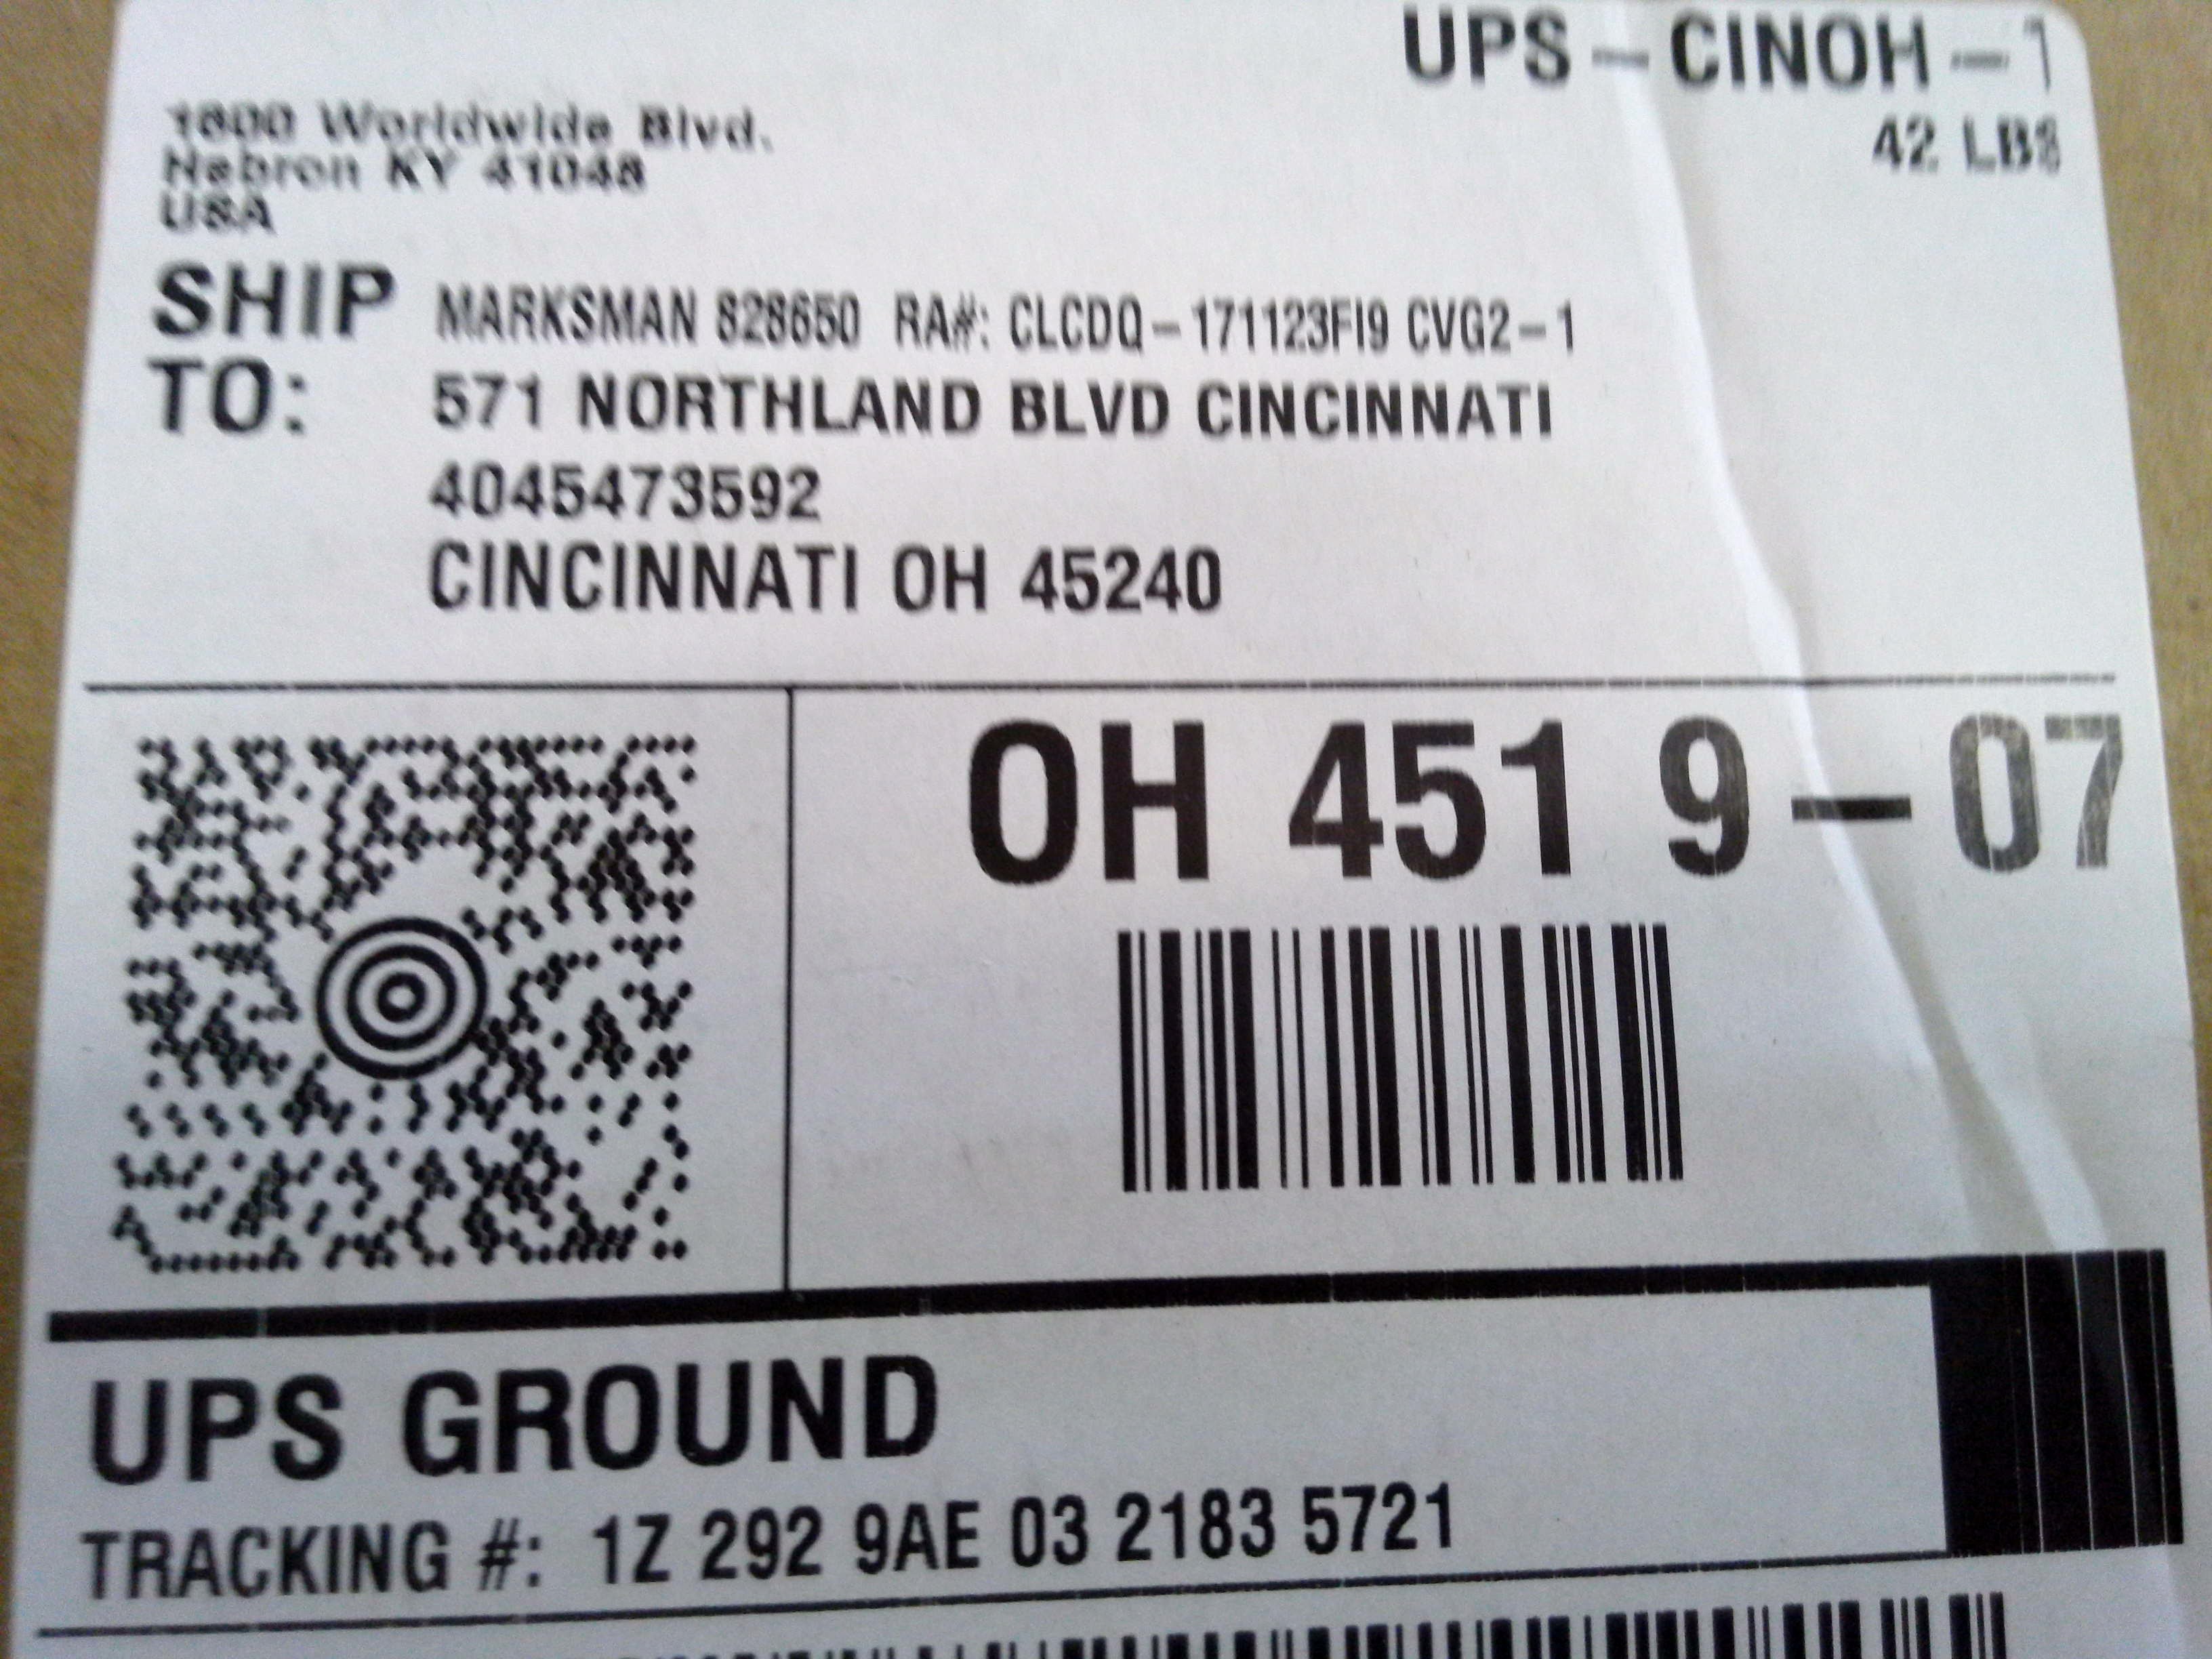 UPS - CINOH - 1
42 LBS
1600 Worldwide Blvd.
Hebron KY 41048
USA
SHIP TO: MARKSMAN 828650 RA#: CLCDQ-171123FI9 CVG2-1
571 NORTHLAND BLVD CINCINNATI
4045473592
CINCINNATI OH 45240
OH 451 9-07
UPS GROUND
TRACKING #: 1Z 292 9AE 03 2183 5721